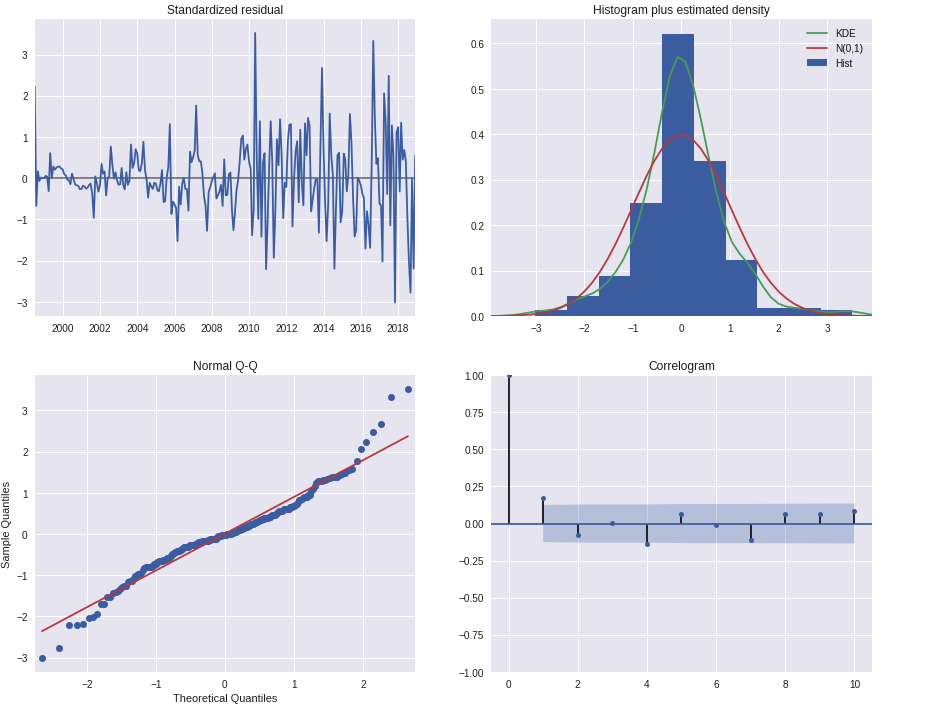 Standardized residual
3
2
1
0
−1
−2
−3
2000 2002 2004 2006 2008 2010 2012 2014 2016 2018
Histogram plus estimated density
KDE
N(0,1)
Hist
0.6
0.5
0.4
0.3
0.2
0.1
0.0
−3 −2 −1 0 1 2 3
Normal Q-Q
Sample Quantiles
3
2
1
0
−1
−2
−3
−2 −1 0 1 2
Theoretical Quantiles
Correlogram
1.00
0.75
0.50
0.25
0.00
−0.25
−0.50
−0.75
−1.00
0 2 4 6 8 10